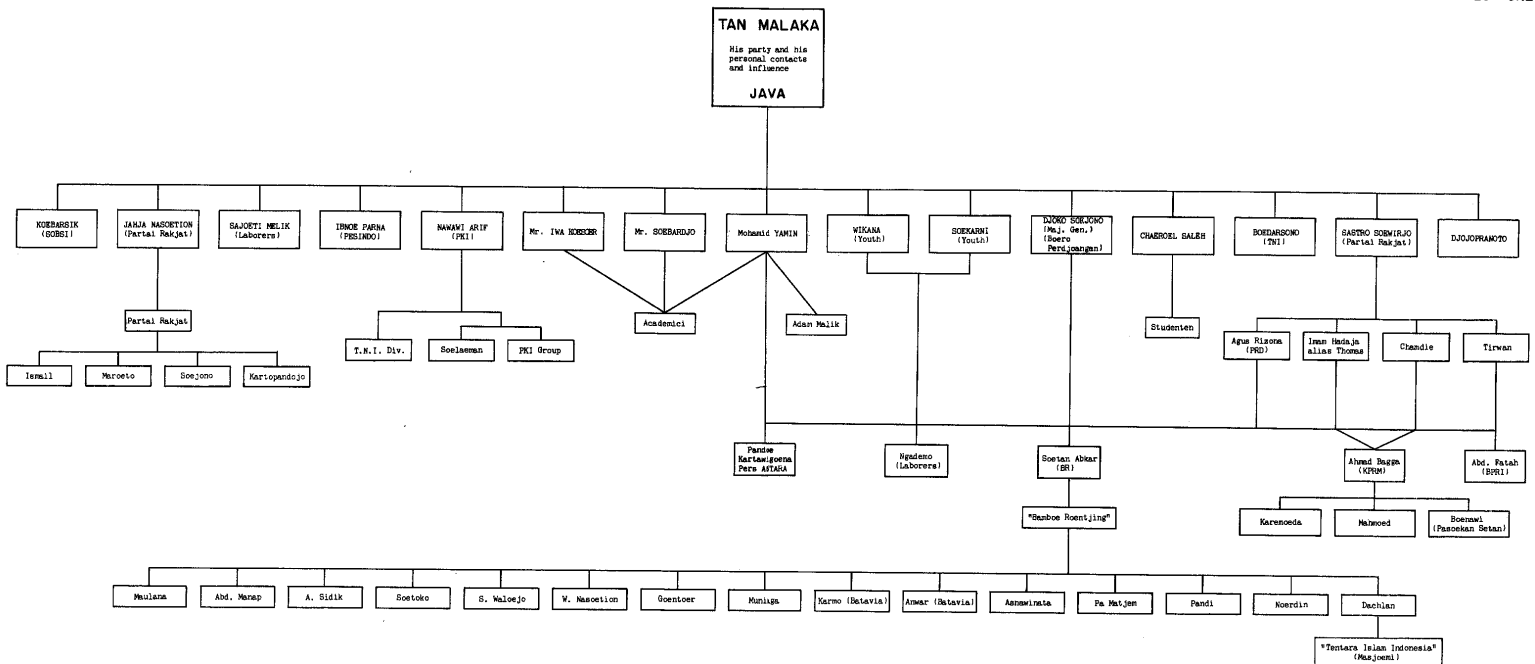 TAN MALAKA
His party and his
personal contacts
and influence
JAVA
KOEBARSIK
(SOBSI)
JAHJA NASOETION
(Partai Rakjat)
SAJOETI MELIK
(Laborers)
IBNOE PARNA
(PESINDO)
NAWAWI ARIF
(PKI)
Mr. IWA
Mr. SOEBARDJO
Mohamid YAMIN
WIKANA
(Youth)
SOEKARNI
(Youth)
DJOKO SOEJONO
(Maj. Gen.)
(Boero
Perdjoangan)
CHAEROEL SALEH
BOEDARSONO
(TNI)
SASTRO SOEWIRJO
(Partai Rakjat)
DJOJOPRANOTO
Partai Rakjat
Academici
Adam Malik
Studenten
T.N.I. Div.
Soelaeman
PKI Group
Agus Rizona
(PRD)
Imam Hadaja
alias Thomas
Chamdie
Tirwan
Ismail
Maroeto
Soejono
Kartopandojo
Pandoe
Kartawigoena
Pers ASTARA
Ngademo
(Laborers)
Soetan Abkar
(BR)
Ahmad Bagga
(KPRM)
Abd. Fatah
(BPRI)
"Bamboe Roentjing"
Karemoeda
Mahmoed
Boenawi
(Pasoekan Setan)
Maulana
Abd. Manap
A. Sidik
Soetoko
S. Waloejo
W. Nasoetion
Goentoer
Karmo (Batavia)
Anwar (Batavia)
Asnawinata
Pa Matjem
Pandi
Noerdin
Dachlan
"Tentara Islam Indonesia"
(Masjoemi)